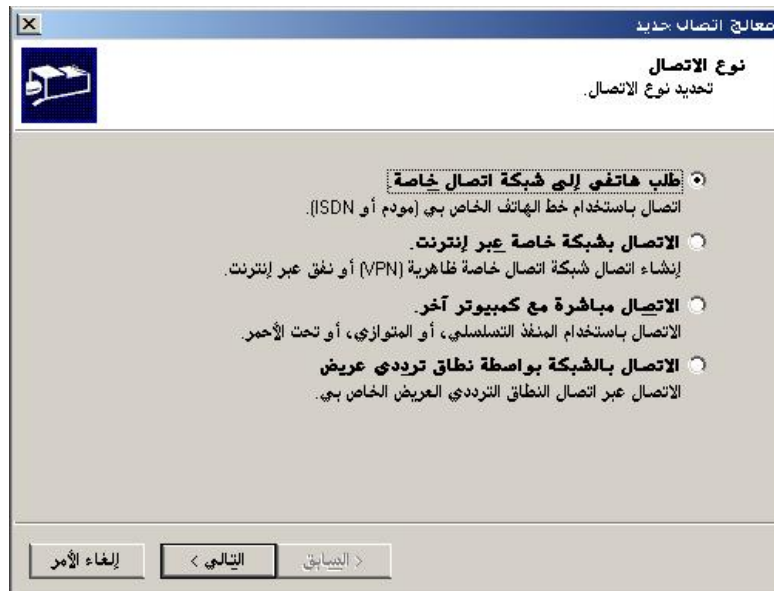 معالج اتصال جديد
نوع الاتصال
تحديد نوع الاتصال.
طلب هاتفي إلى شبكة اتصال خاصة.
اتصال باستخدام خط الهاتف الخاص بي (مودم أو ISDN).
الاتصال بشبكة خاصة عبر إنترنت.
إنشاء اتصال شبكة اتصال خاصة ظاهرية (VPN) أو نفق عبر إنترنت.
الاتصال مباشرة مع كمبيوتر آخر.
الاتصال باستخدام المنفذ التسلسلي، أو المتوازي، أو تحت الأحمر.
الاتصال بالشبكة بواسطة نطاق ترددي عريض
الاتصال عبر اتصال النطاق الترددي العريض الخاص بي.
< السابق التالي > إلغاء الأمر